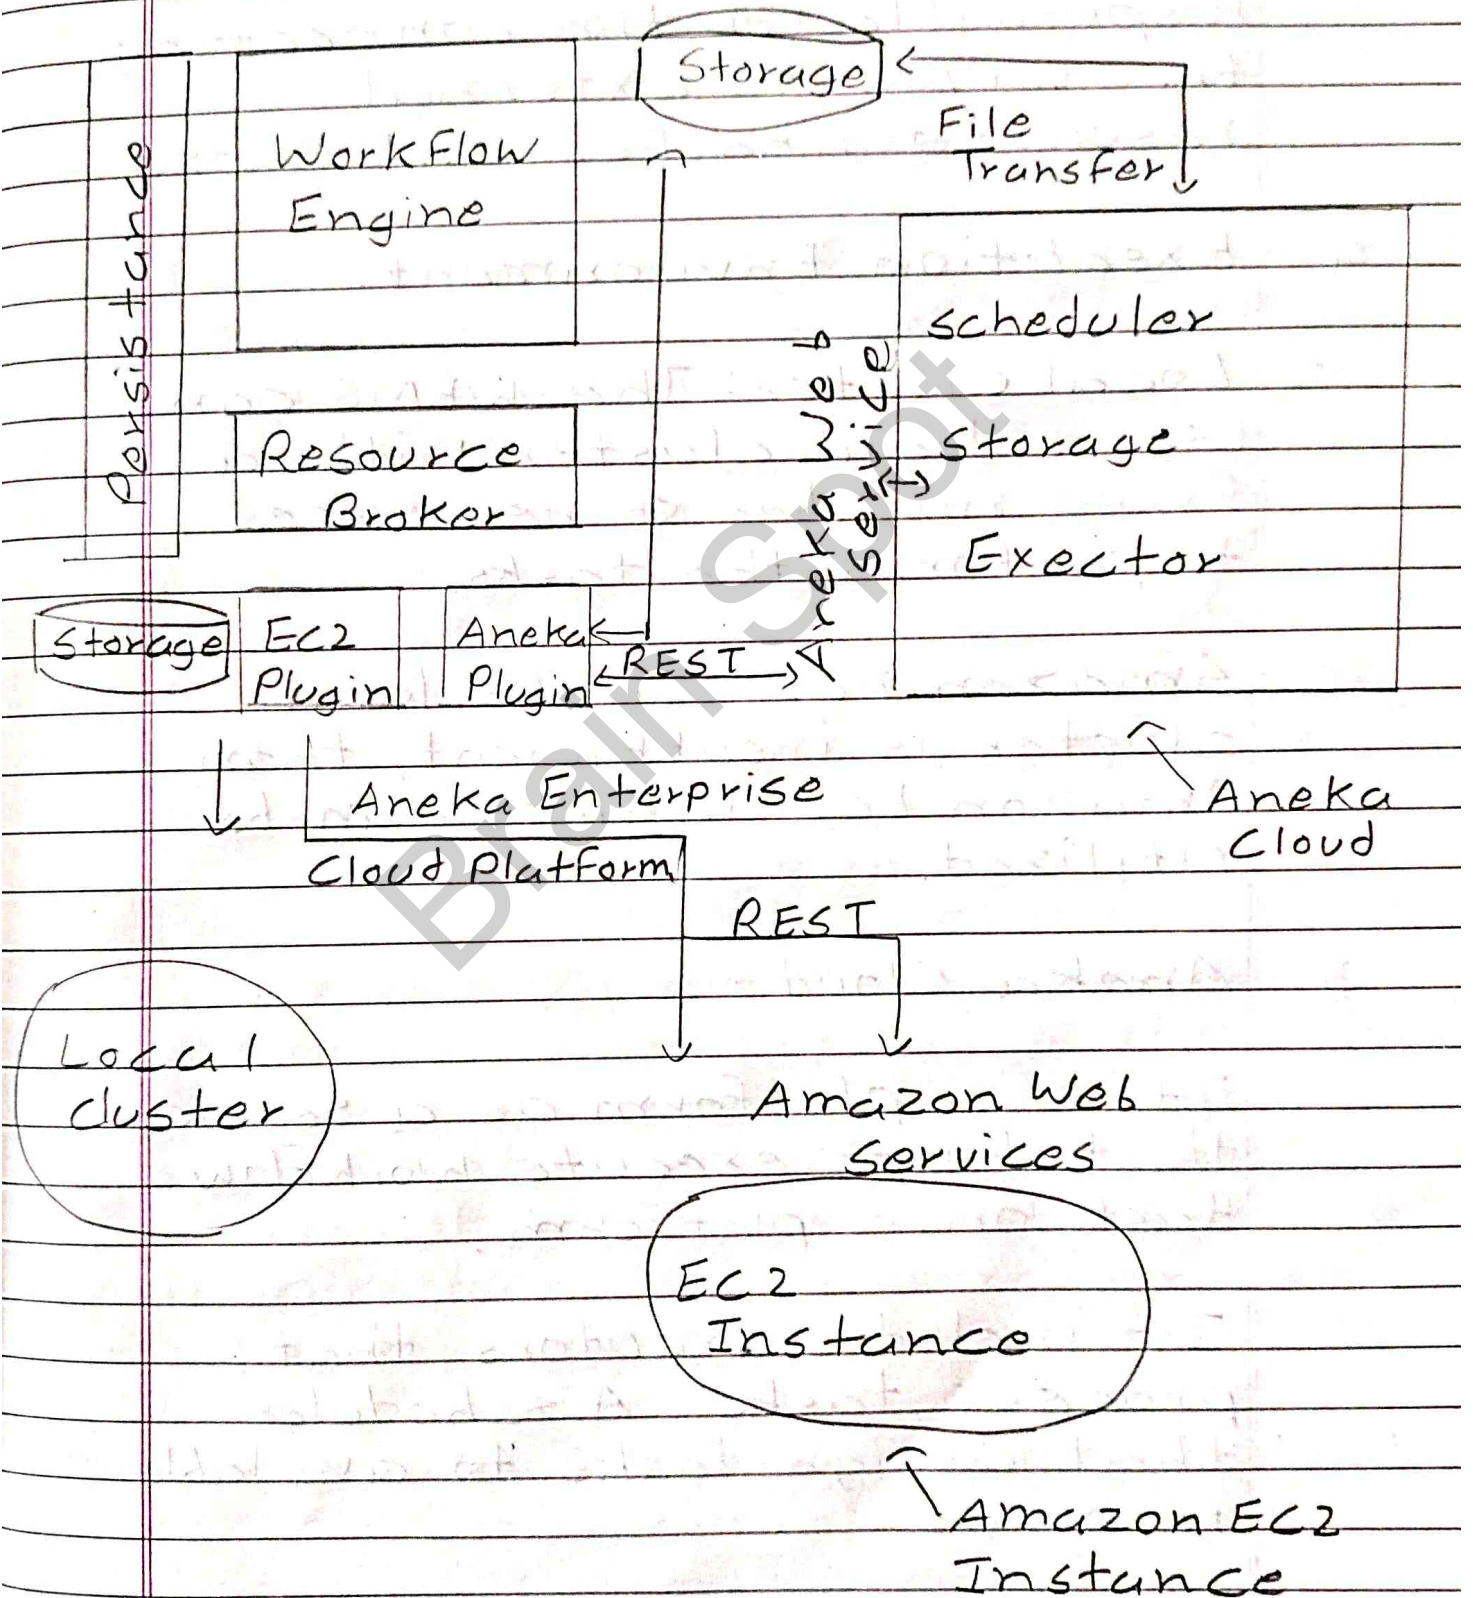 Storage
File
Transfer
WorkFlow
Engine
Persistance
scheduler
Aneka Web
Service
Resource
Broker
storage
Exector
Storage
EC2
Plugin
Aneka
Plugin
REST
Aneka Enterprise
Cloud Platform
Aneka
Cloud
REST
Local
cluster
Amazon Web
Services
EC2
Instance
Amazon EC2
Instance
Brain Spot